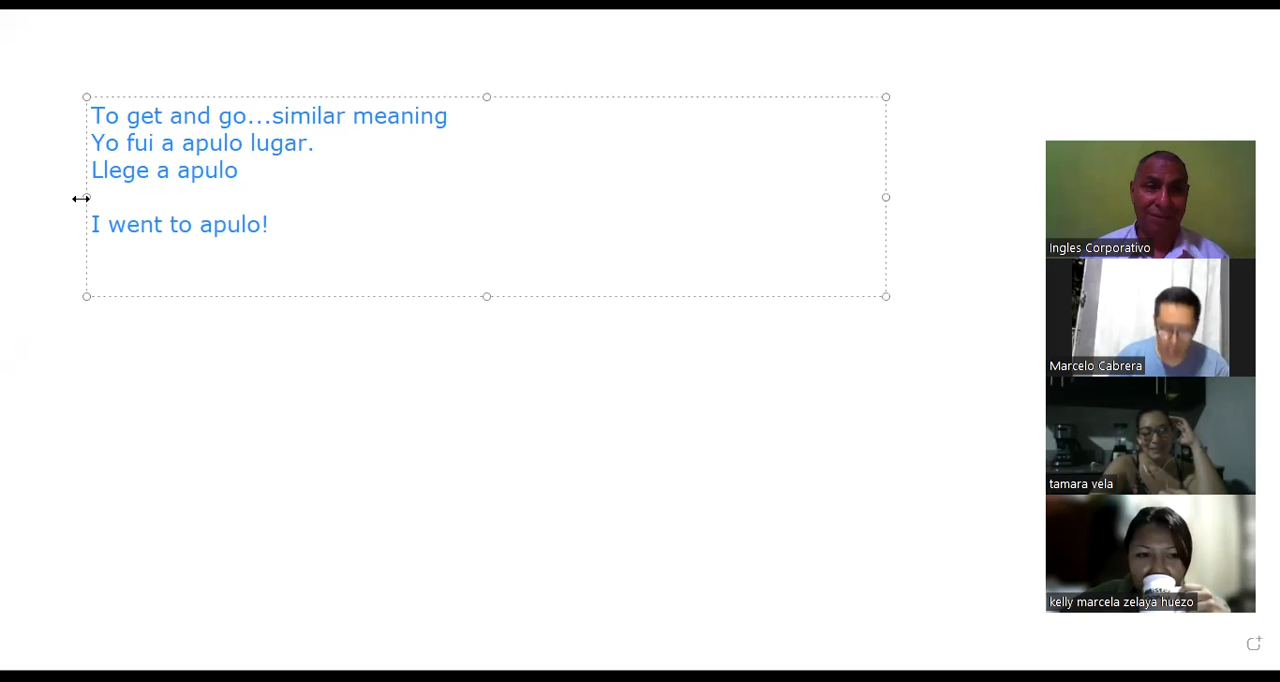 To get and go...similar meaning
Yo fui a apulo lugar.
Llege a apulo
I went to apulo!
Ingles Corporativo
Marcelo Cabrera
tamara vela
kelly marcela zelaya huezo